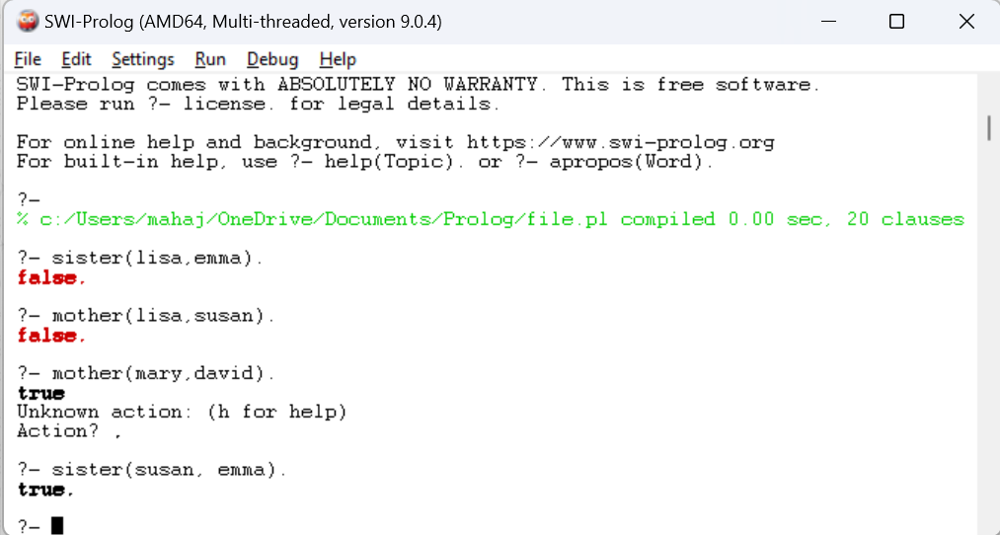 SWI-Prolog (AMD64, Multi-threaded, version 9.0.4)
File Edit Settings Run Debug Help
SWI-Prolog comes with ABSOLUTELY NO WARRANTY. This is free software.
Please run ?- license. for legal details.
For online help and background, visit https://www.swi-prolog.org
For built-in help, use ?- help(Topic). or ?- apropos(Word).
?-
% c:/Users/mahaj/OneDrive/Documents/Prolog/file.pl compiled 0.00 sec, 20 clauses
?- sister(lisa,emma).
false.
?- mother(lisa,susan).
false.
?- mother(mary,david).
true
Unknown action: (h for help)
Action? .
?- sister(susan, emma).
true.
?-